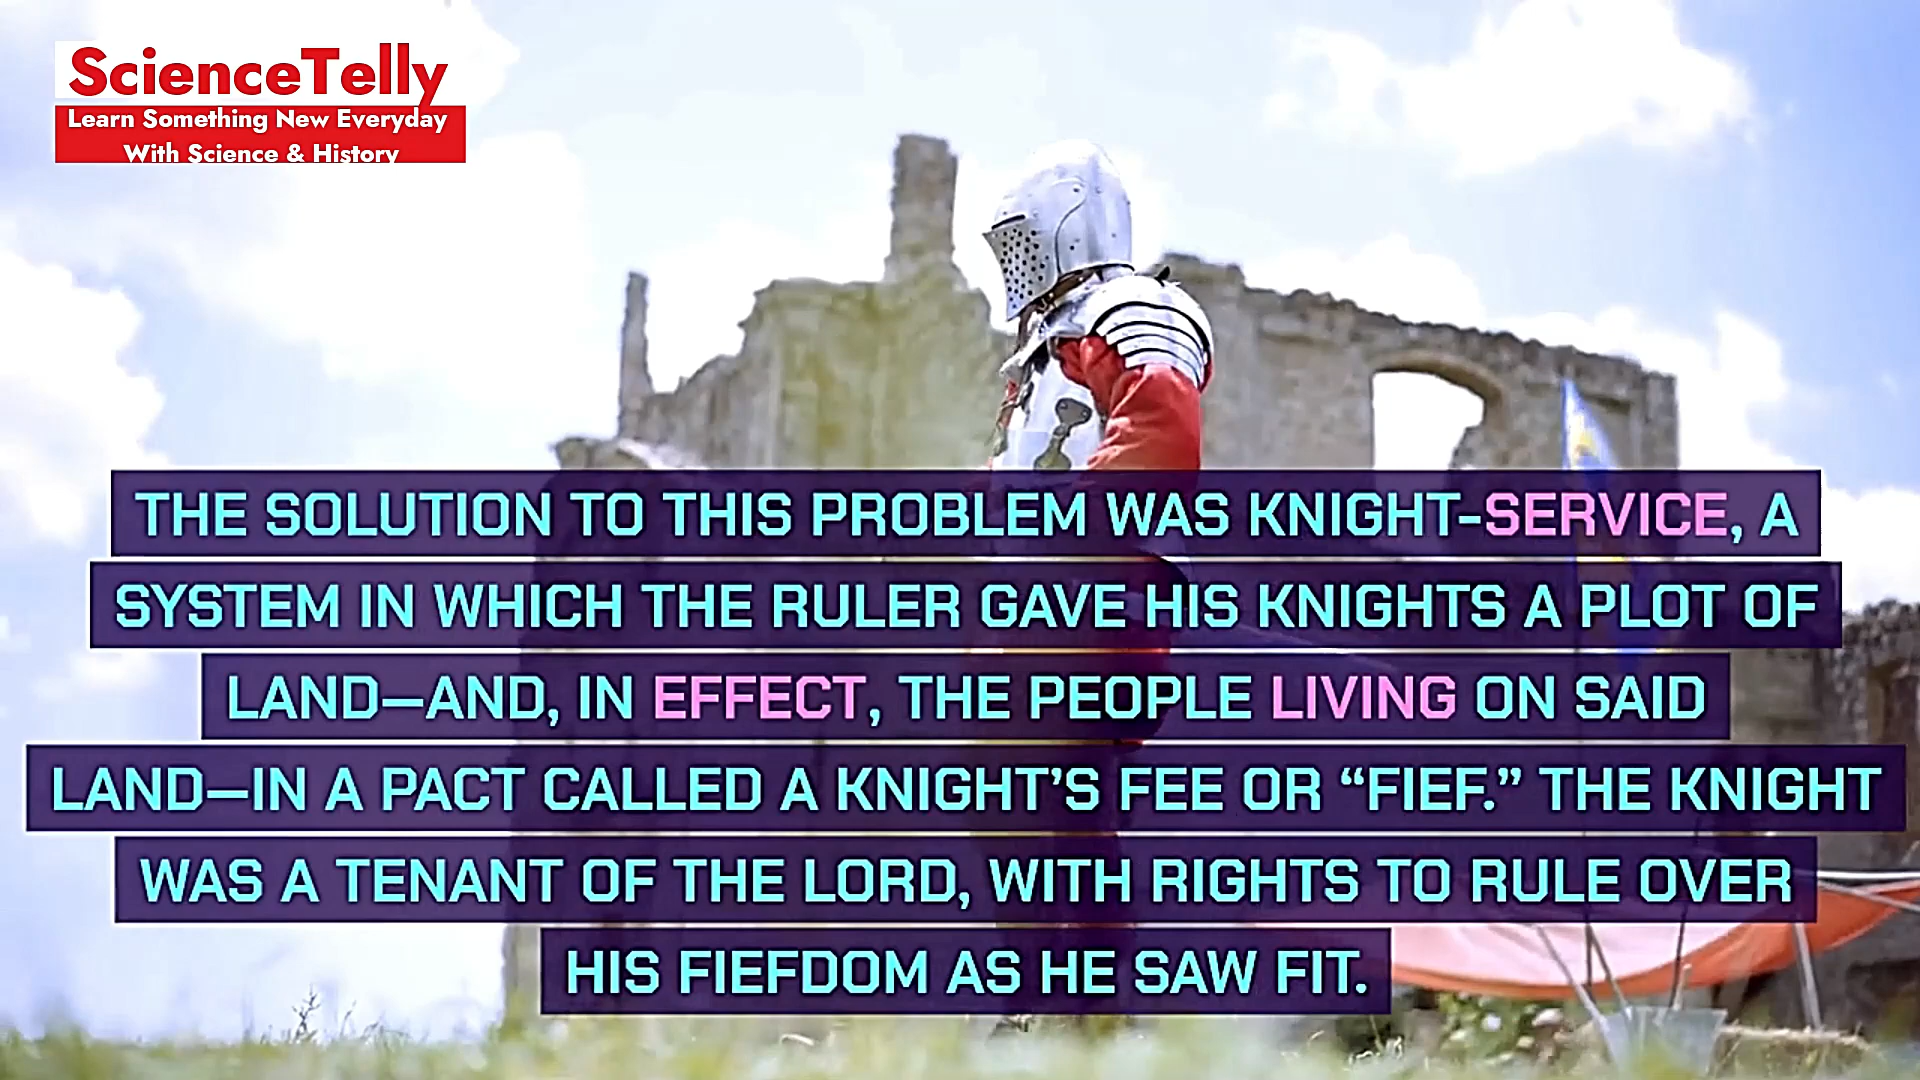 ScienceTelly
Learn Something New Everyday
With Science & History
THE SOLUTION TO THIS PROBLEM WAS KNIGHT-SERVICE, A
SYSTEM IN WHICH THE RULER GAVE HIS KNIGHTS A PLOT OF
LAND—AND, IN EFFECT, THE PEOPLE LIVING ON SAID
LAND—IN A PACT CALLED A KNIGHT’S FEE OR “FIEF.” THE KNIGHT
WAS A TENANT OF THE LORD, WITH RIGHTS TO RULE OVER
HIS FIEFDOM AS HE SAW FIT.